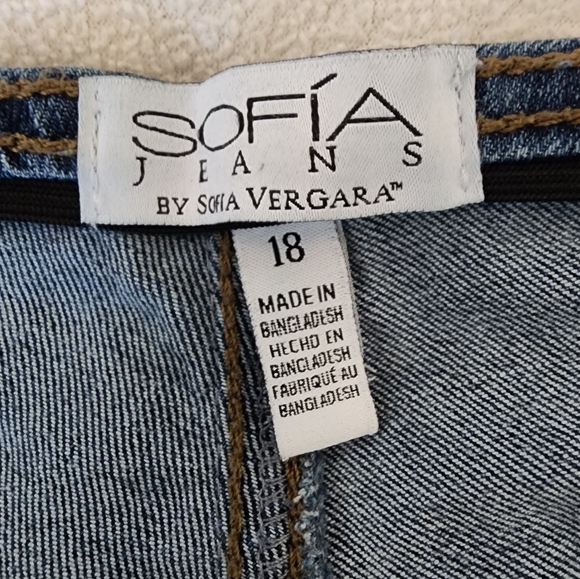 SOFÍA
JEANS
BY SOFIA VERGARA™
18
MADE IN
BANGLADESH
HECHO EN
BANGLADESH
FABRIQUÉ AU
BANGLADESH